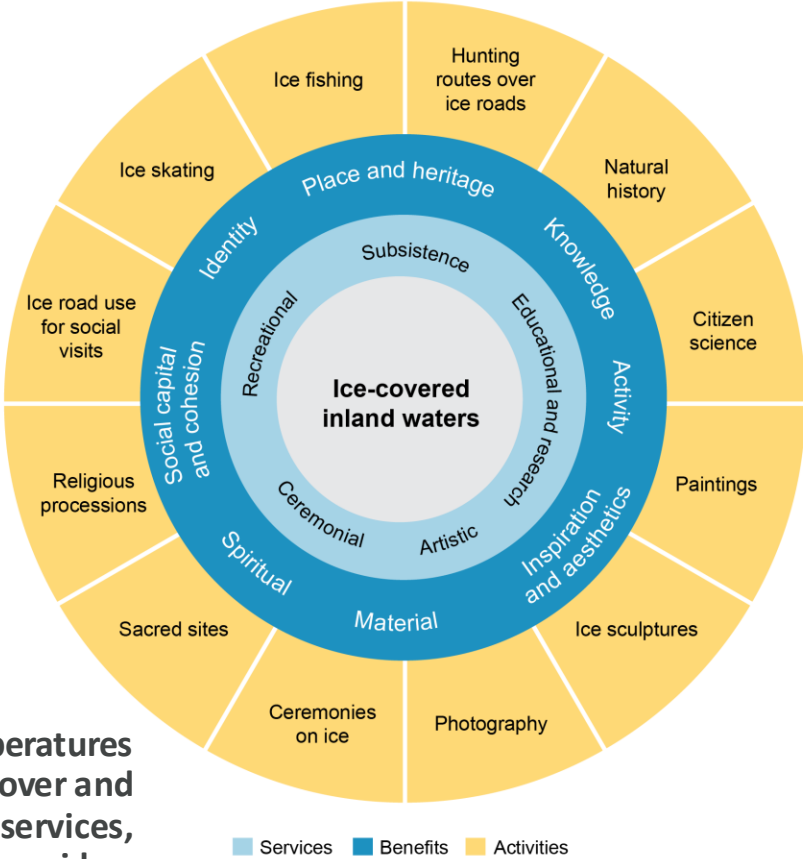 Ice fishing
Hunting
routes over
ice roads
Ice skating
Natural
history
Place and heritage
Identity
Knowledge
Subsistence
Recreational
Educational and research
Ice road use
for social
visits
Citizen
science
Social capital
and cohesion
Activity
Ice-covered
inland waters
Religious
processions
Paintings
Ceremonial
Artistic
Inspiration
and aesthetics
Spiritual
Material
Sacred sites
Ice sculptures
Ceremonies
on ice
Photography
over and
services,
Services
Benefits
Activities